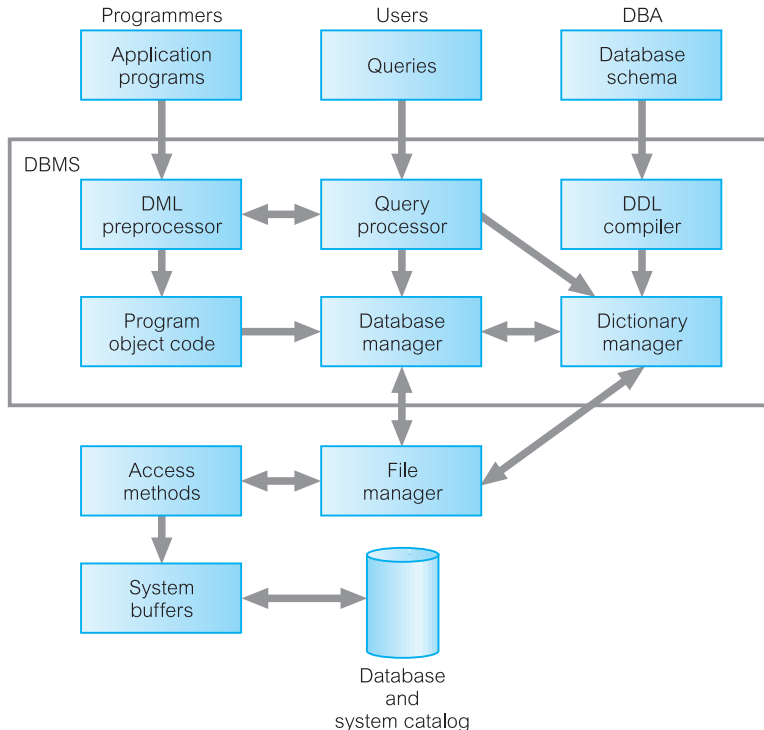 Programmers
Users
DBA
Application
programs
Queries
Database
schema
DBMS
DML
preprocessor
Query
processor
DDL
compiler
Program
object code
Database
manager
Dictionary
manager
Access
methods
File
manager
System
buffers
Database
and
system catalog